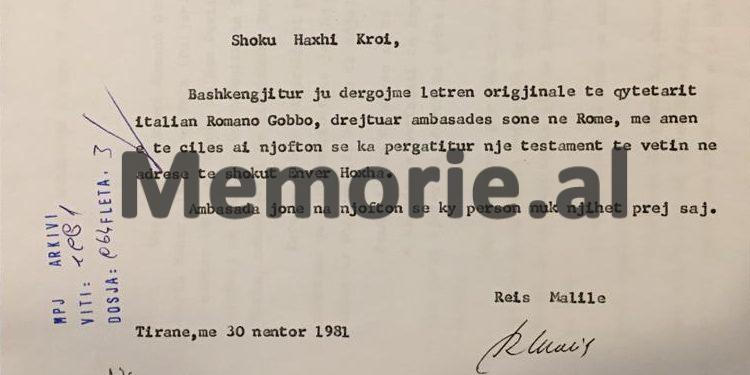 Shoku Haxhi Kroi,
Bashkengjitur ju dergojme letren origjinale te qytetarit
italian Romano Gobbo, drejtuar ambasades sone ne Rome, me anen
e te ciles ai njofton se ka pergatitur nje testament te vetin ne
adrese te shokut Enver Hoxha.
Ambasada jone na njofton se ky person nuk njihet prej saj.
Reis Malile
Tirane,me 30 nentor 1981
MPJ ARKIVI
VITI: 1981
DOSJA: 964 FLETA. 3
Memorie.al